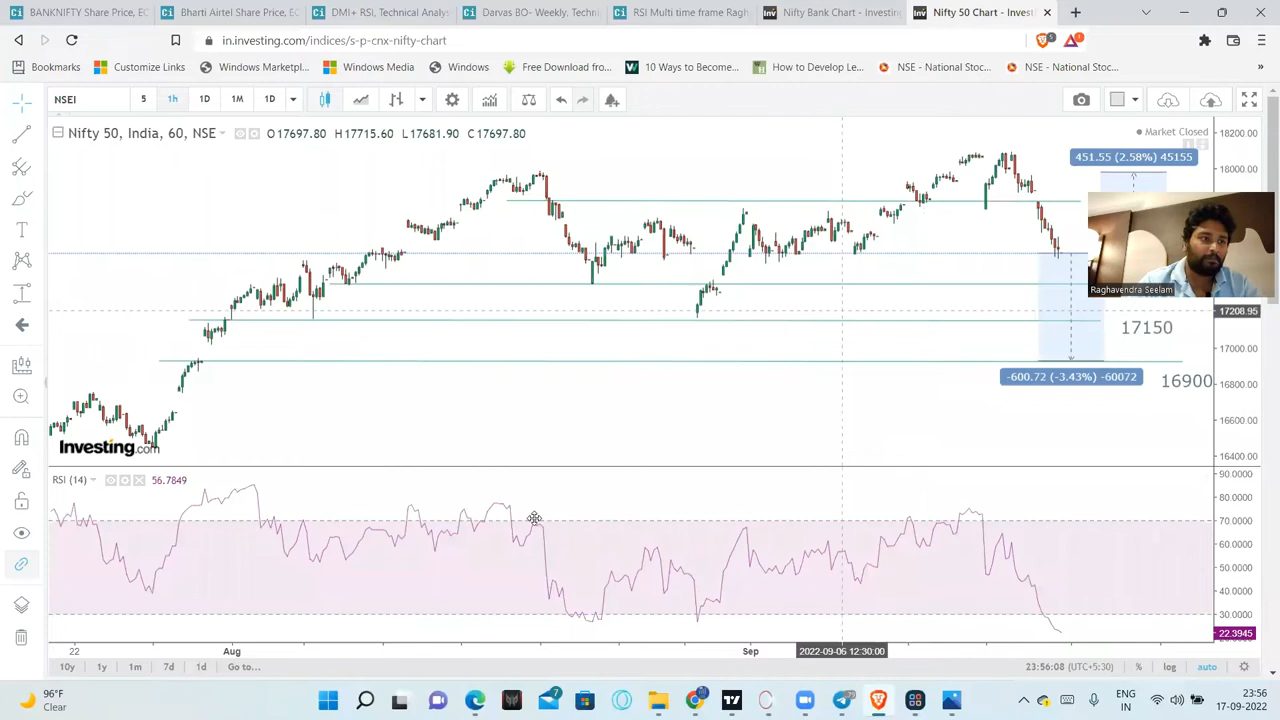 BANKNIFTY Share Price, EC
Bharti Airtel Share Price, EC
DMI+ RSI, Technical Analys
Darvas BO- Weekly, Techni
RSI Multi time frame Ragh
Nifty Bank Chart - Investing
Nifty 50 Chart - Invest
in.investing.com/indices/s-p-cnx-nifty-chart
Bookmarks
Customize Links
Windows Marketpl...
Windows Media
Windows
Free Download from...
10 Ways to Become...
How to Develop Le...
NSE - National Stoc...
NSE - National Stoc...
»
NSEI 5 1h 1D 1M 1D
Nifty 50, India, 60, NSE O17697.80 H17715.60 L17681.90 C17697.80
Market Closed
18200.00
451.55 (2.58%) 45155
18000.00
Raghavendra Seelam
17208.95
17150
17000.00
-600.72 (-3.43%) -60072
16900
16800.00
16600.00
Investing.com
16400.00
RSI (14) 56.7849
90.0000
80.0000
70.0000
60.0000
50.0000
40.0000
30.0000
22.3945
22 Aug Sep 2022-09-06 12:30:00
10y 1y 1m 7d 1d Go to...
23:56:08 (UTC+5:30) % log auto
96°F
Clear
ENG
IN
23:56
17-09-2022